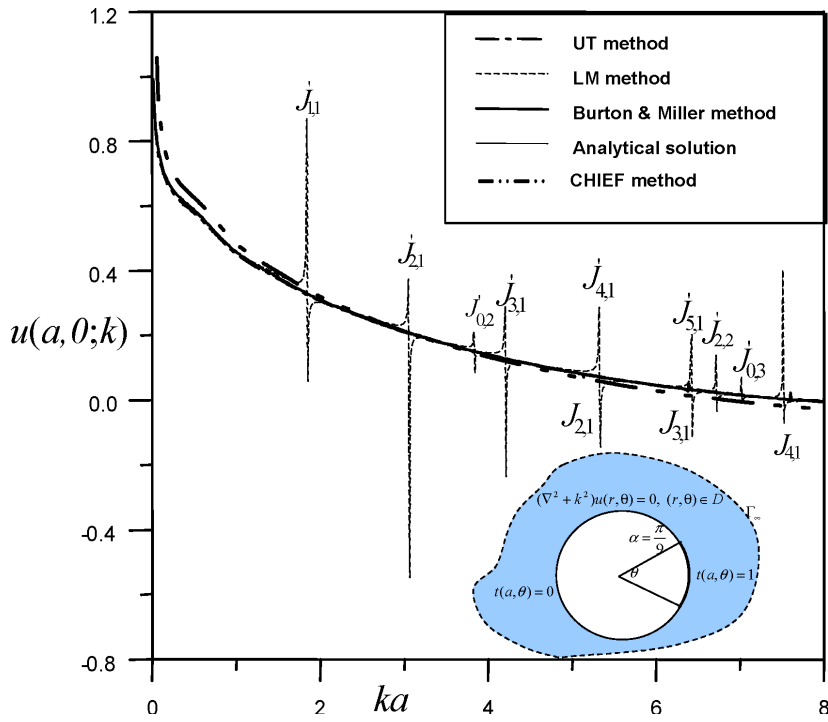 1.2
0.8
0.4
0.0
-0.4
-0.8
u(a,0;k)
UT method
LM method
Burton & Miller method
Analytical solution
CHIEF method
J̇1,1
J̇2,1
J̇0,2
J̇3,1
J̇4,1
J̇5,1
J̇2,2
J̇0,3
J2,1
J3,1
J4,1
(∇² + k²)u(r,θ) = 0, (r,θ) ∈ D
Γ∞
α = π/9
θ
t(a,θ) = 0
t(a,θ) = 1
0 2 4 6 8
ka